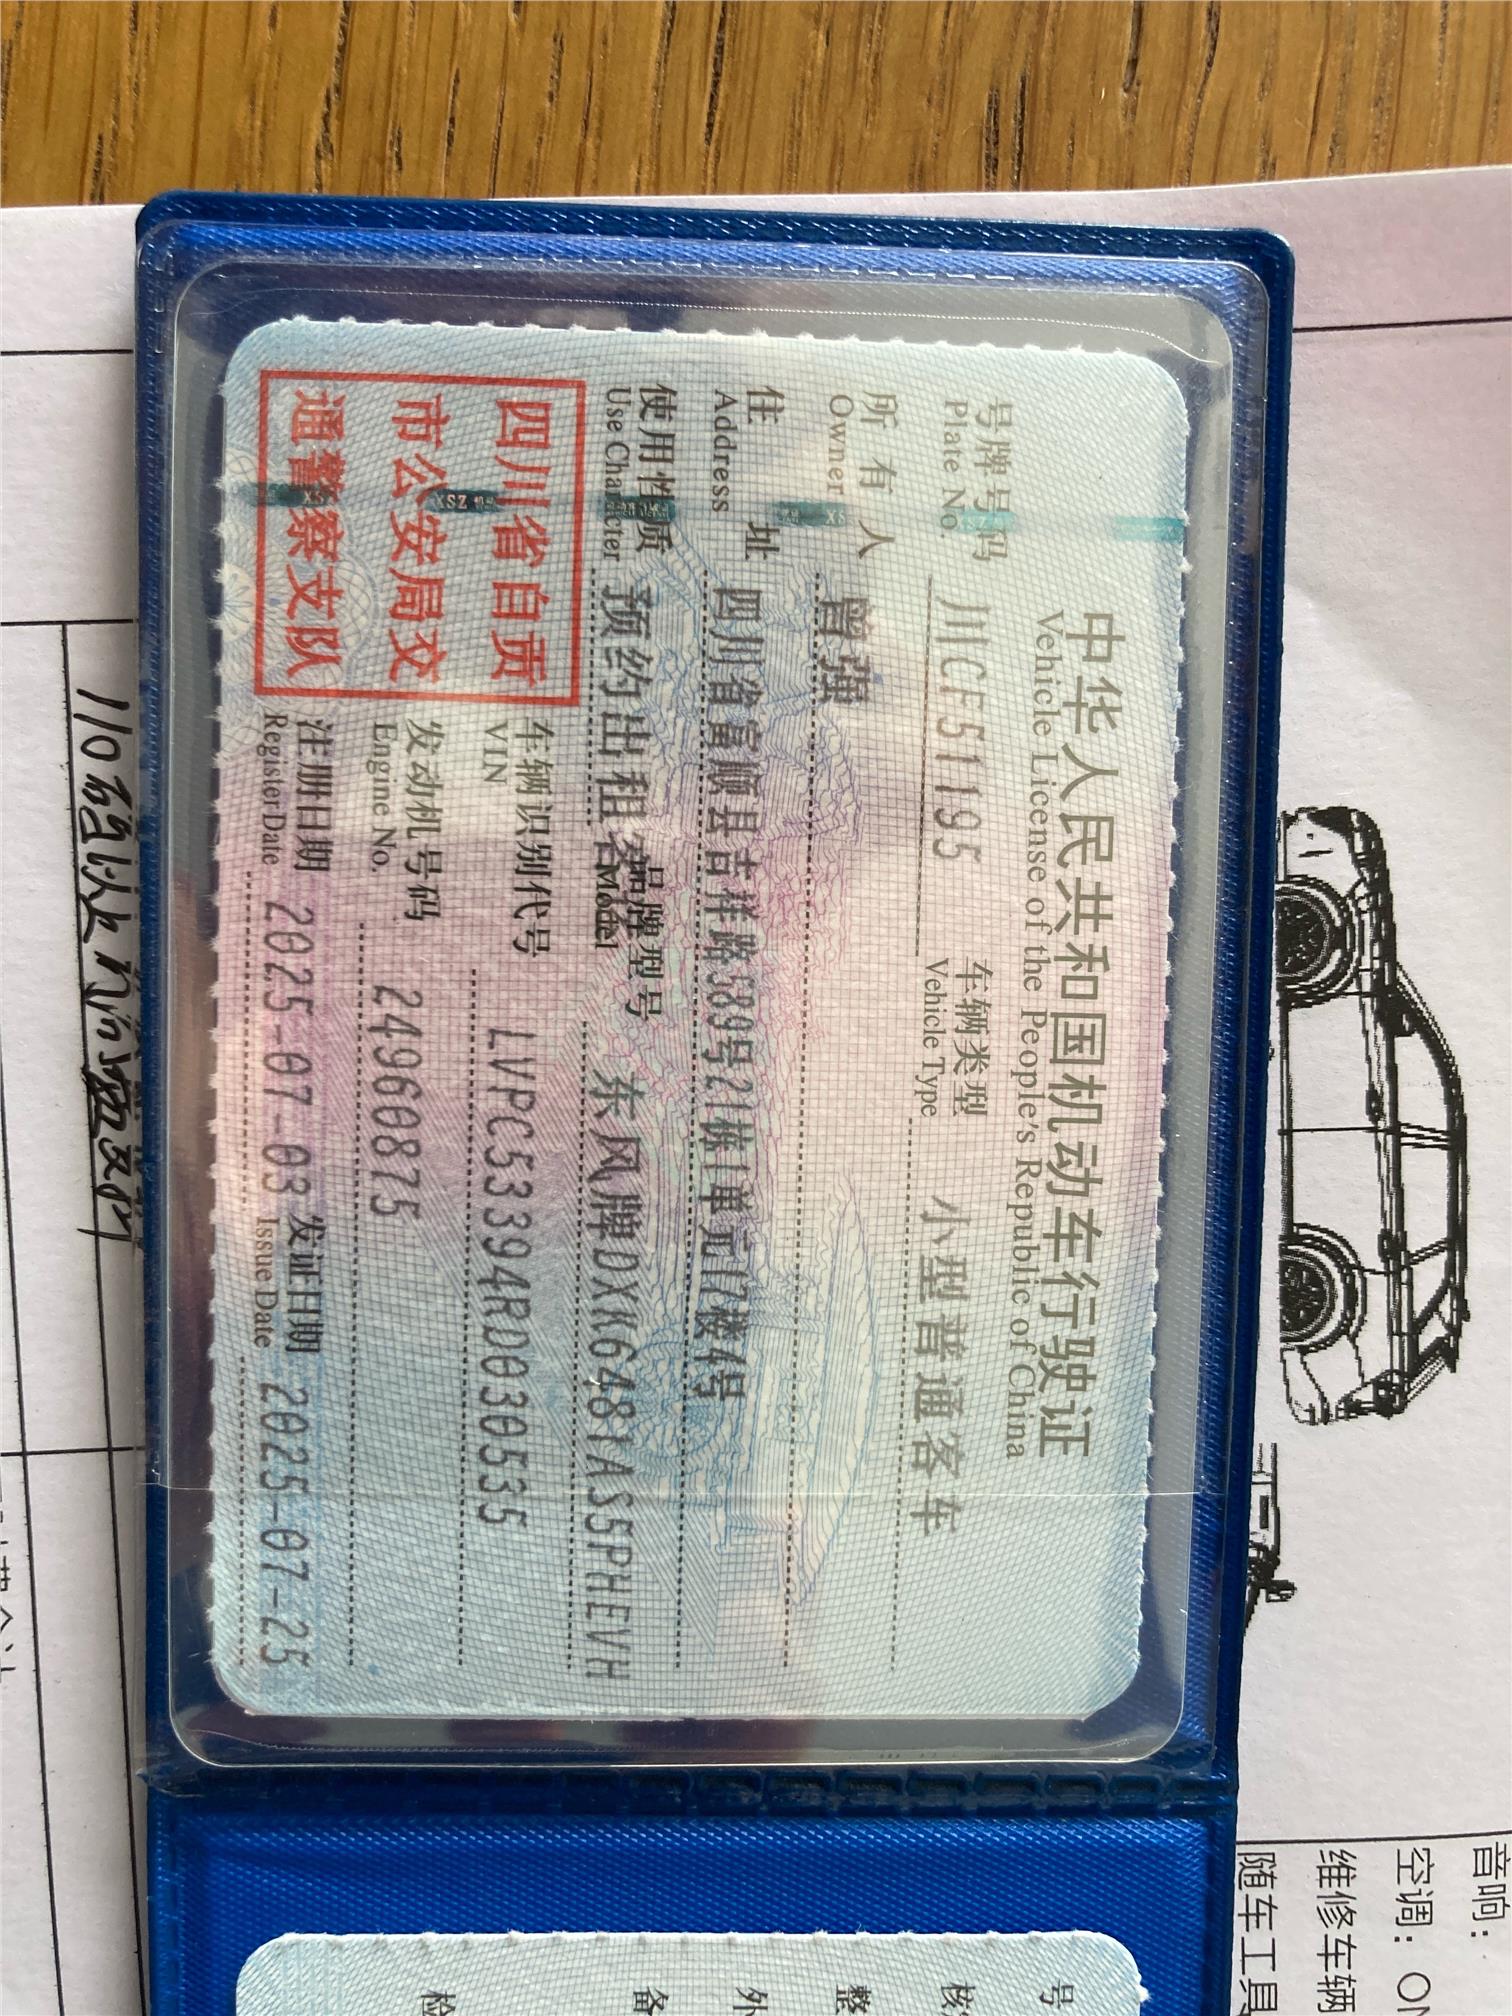 中华人民共和国机动车行驶证
Vehicle License of the People's Republic of China
号牌号码 川CF51195 车辆类型 小型普通客车
Plate No. Vehicle Type
所有人 曾强
Owner
住址 四川省富顺县吉祥路589号21栋1单元17楼4号
Address
使用性质 预约出租客 品牌型号 东风牌DXK6481AS5PHEVH
Use Character Model
四川省自贡
市公安局交
通警察支队
车辆识别代号 LVPC53394RD030535
VIN
发动机号码 24960875
Engine No.
注册日期 2025-07-03 发证日期 2025-07-25
Register Date Issue Date
音响：
空调：
维修车辆
随车工具
号
核
整
外
备
检